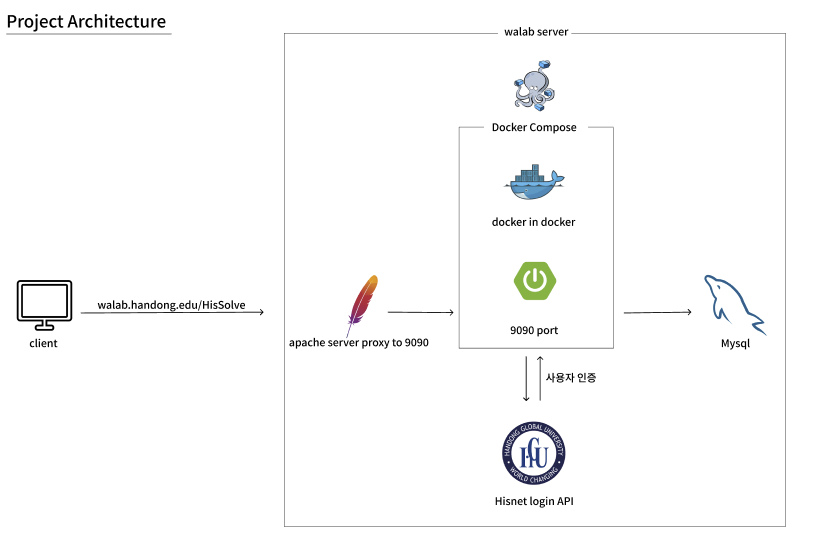 Project Architecture
walab server
Docker Compose
docker in docker
walab.handong.edu/HisSolve
client
apache server proxy to 9090
9090 port
Mysql
사용자 인증
HANDONG GLOBAL UNIVERSITY
HGU
WORLD CHANGING
Hisnet login API